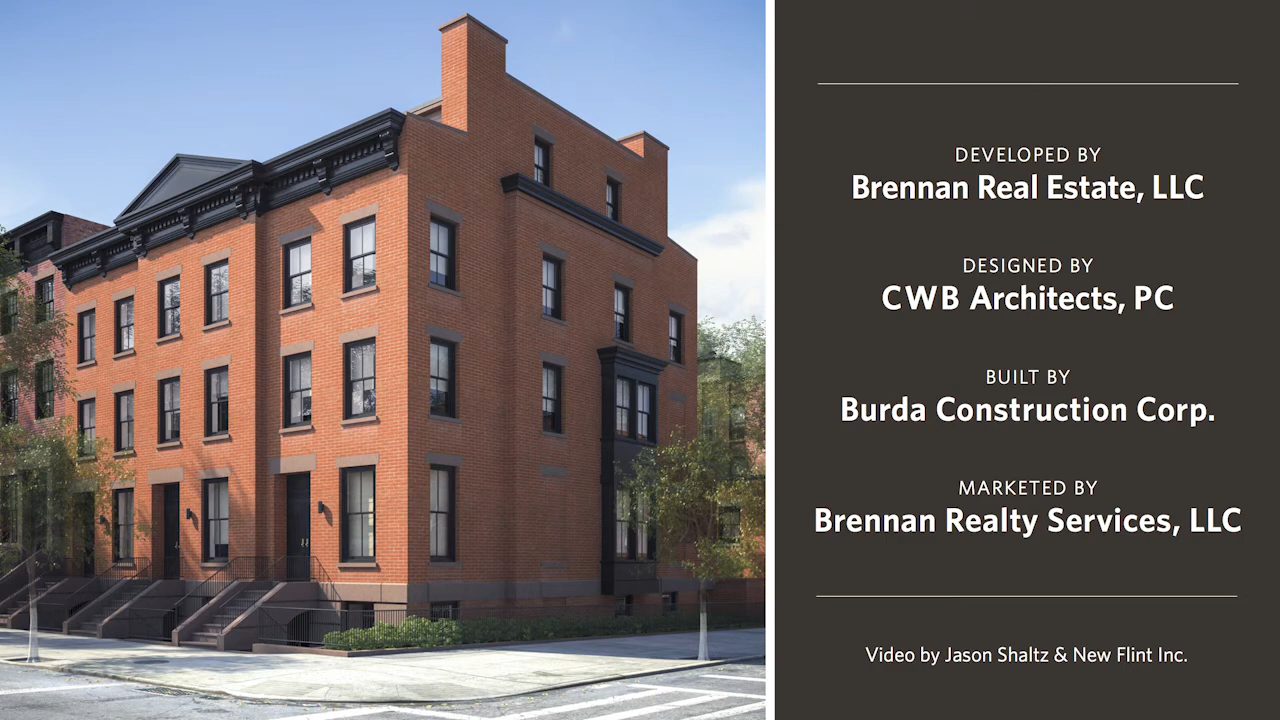 DEVELOPED BY
Brennan Real Estate, LLC
DESIGNED BY
CWB Architects, PC
BUILT BY
Burda Construction Corp.
MARKETED BY
Brennan Realty Services, LLC
Video by Jason Shaltz & New Flint Inc.